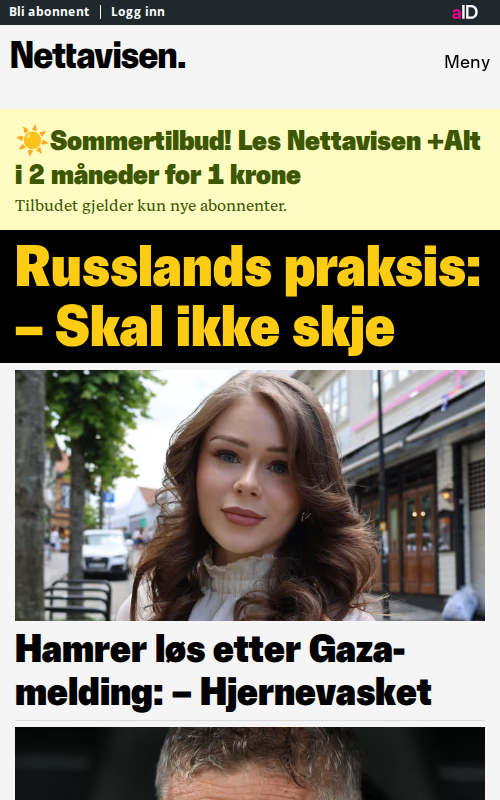 Bli abonnent
Logg inn
aID
Nettavisen.
Meny
☀️Sommertilbud! Les Nettavisen +Alt
i 2 måneder for 1 krone
Tilbudet gjelder kun nye abonnenter.
Russlands praksis:
– Skal ikke skje
Hamrer løs etter Gaza-
melding: – Hjernevasket